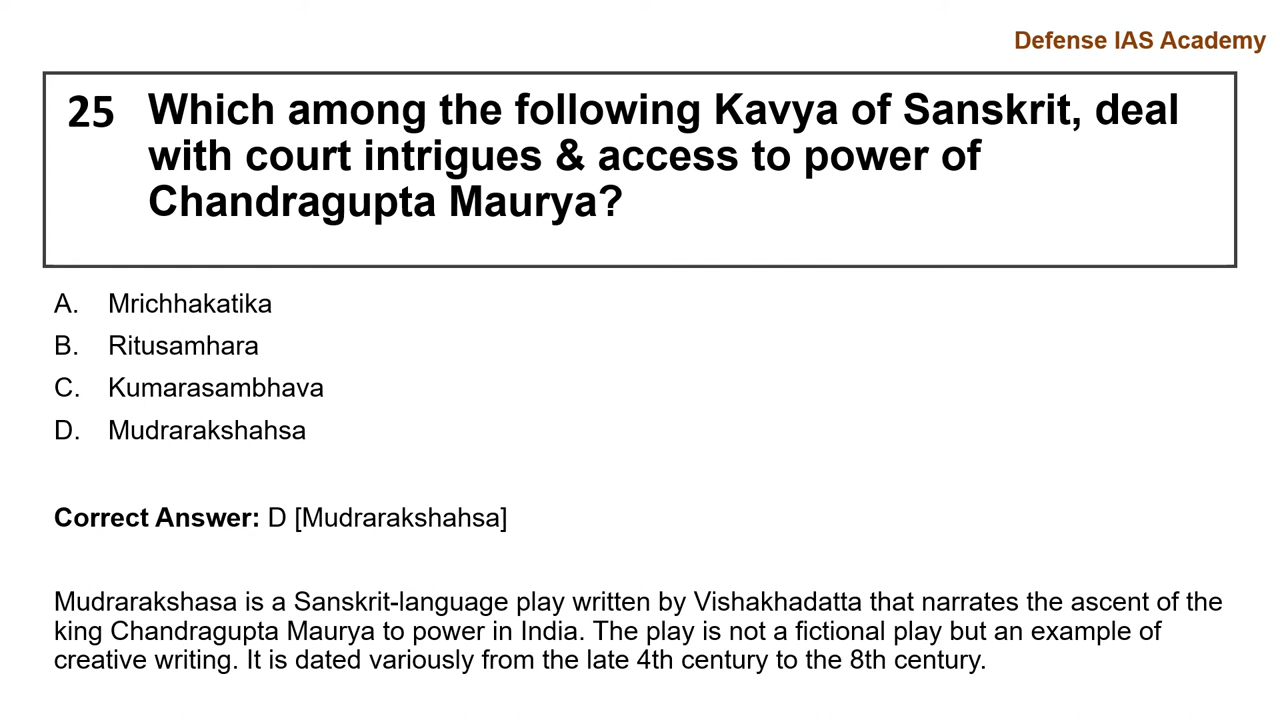 Defense IAS Academy
25 Which among the following Kavya of Sanskrit, deal
with court intrigues & access to power of
Chandragupta Maurya?
A. Mrichhakatika
B. Ritusamhara
C. Kumarasambhava
D. Mudrarakshahsa
Correct Answer: D [Mudrarakshahsa]
Mudrarakshasa is a Sanskrit-language play written by Vishakhadatta that narrates the ascent of the
king Chandragupta Maurya to power in India. The play is not a fictional play but an example of
creative writing. It is dated variously from the late 4th century to the 8th century.